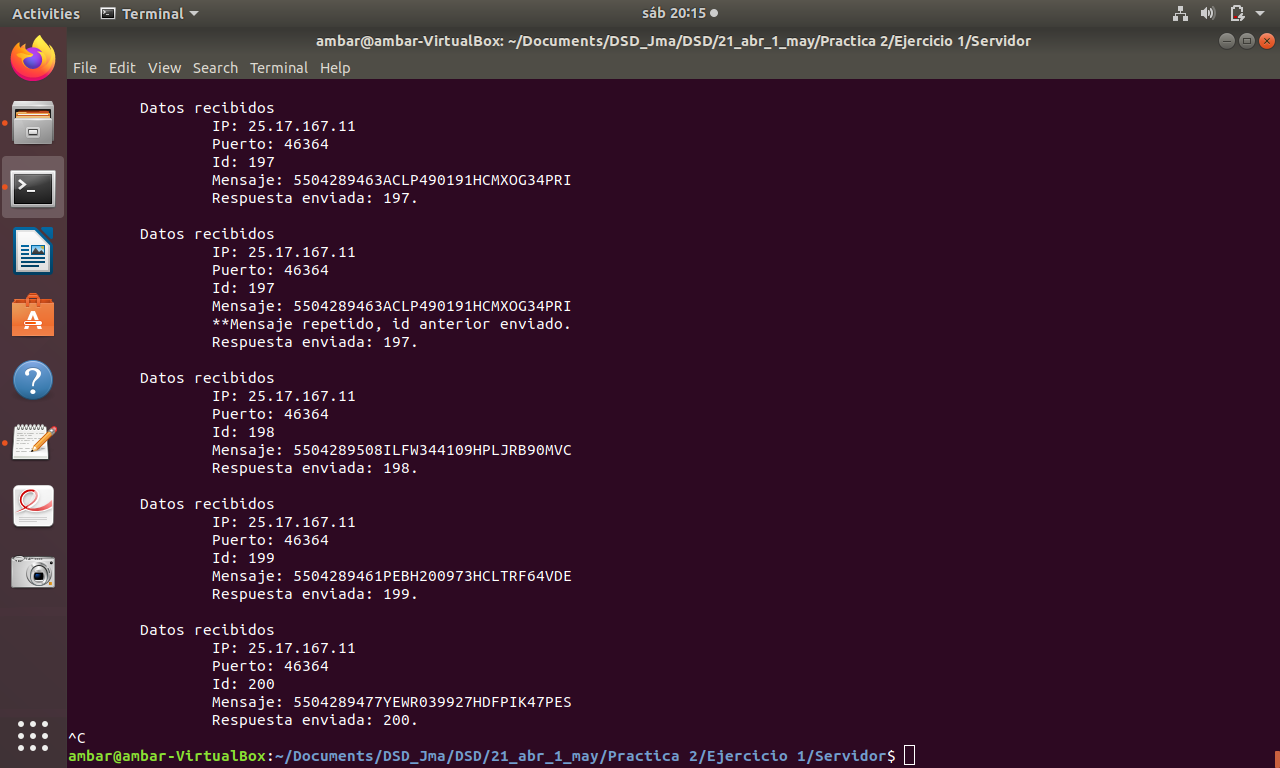 Activities Terminal sáb 20:15
ambar@ambar-VirtualBox: ~/Documents/DSD_Jma/DSD/21_abr_1_may/Practica 2/Ejercicio 1/Servidor
File Edit View Search Terminal Help
Datos recibidos
IP: 25.17.167.11
Puerto: 46364
Id: 197
Mensaje: 5504289463ACLP490191HCMXOG34PRI
Respuesta enviada: 197.
Datos recibidos
IP: 25.17.167.11
Puerto: 46364
Id: 197
Mensaje: 5504289463ACLP490191HCMXOG34PRI
**Mensaje repetido, id anterior enviado.
Respuesta enviada: 197.
Datos recibidos
IP: 25.17.167.11
Puerto: 46364
Id: 198
Mensaje: 5504289508ILFW344109HPLJRB90MVC
Respuesta enviada: 198.
Datos recibidos
IP: 25.17.167.11
Puerto: 46364
Id: 199
Mensaje: 5504289461PEBH200973HCLTRF64VDE
Respuesta enviada: 199.
Datos recibidos
IP: 25.17.167.11
Puerto: 46364
Id: 200
Mensaje: 5504289477YEWR039927HDFPIK47PES
Respuesta enviada: 200.
^C
ambar@ambar-VirtualBox:~/Documents/DSD_Jma/DSD/21_abr_1_may/Practica 2/Ejercicio 1/Servidor$